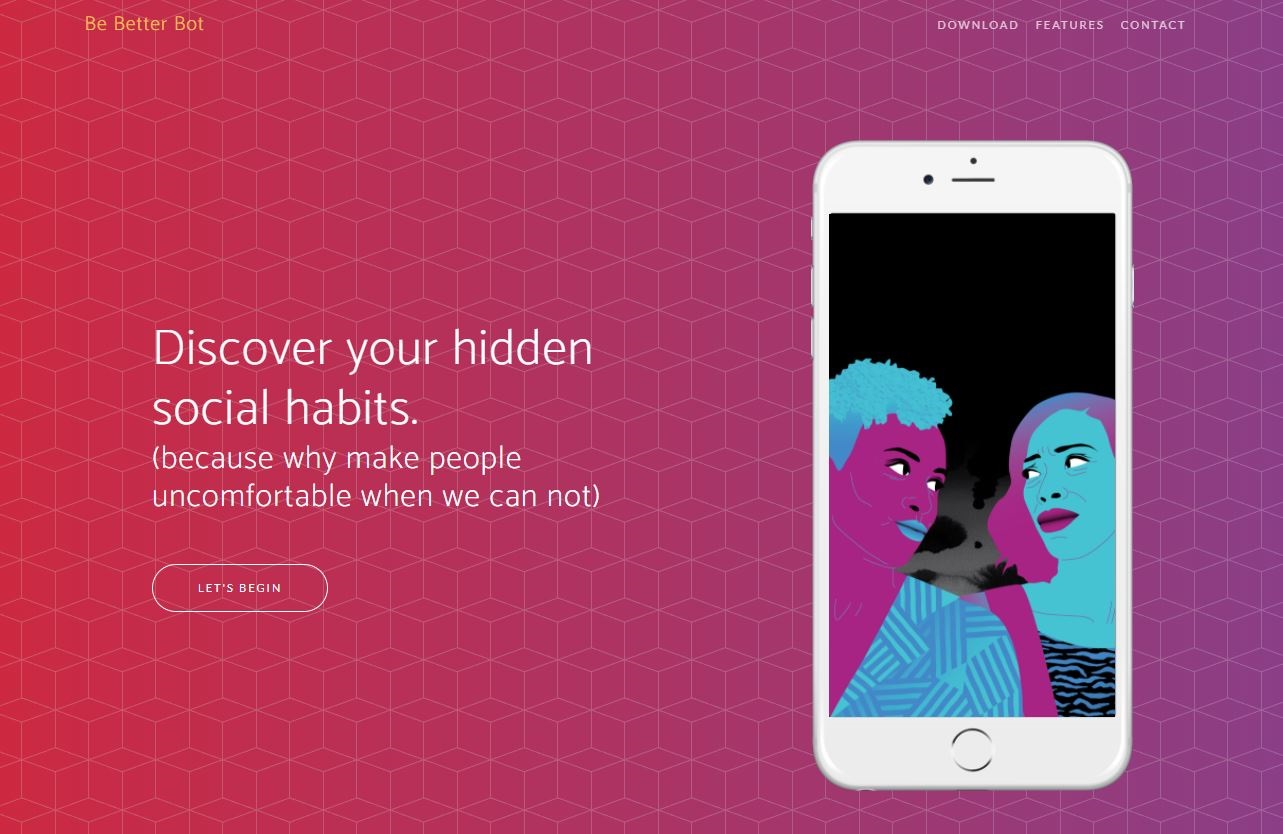 Be Better Bot
DOWNLOAD FEATURES CONTACT
Discover your hidden
social habits.
(because why make people
uncomfortable when we can not)
LET'S BEGIN